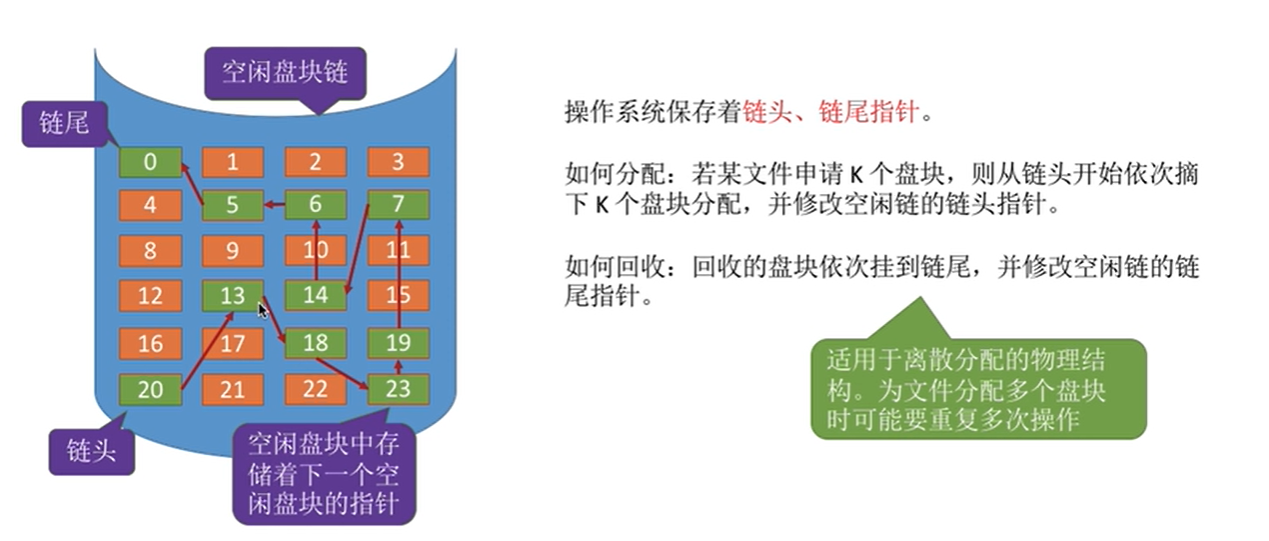 空闲盘块链
链尾
0 1 2 3
4 5 6 7
8 9 10 11
12 13 14 15
16 17 18 19
20 21 22 23
链头
空闲盘块中存
储着下一个空
闲盘块的指针
操作系统保存着链头、链尾指针。
如何分配：若某文件申请 K 个盘块，则从链头开始依次摘
下 K 个盘块分配，并修改空闲链的链头指针。
如何回收：回收的盘块依次挂到链尾，并修改空闲链的链
尾指针。
适用于离散分配的物理结
构。为文件分配多个盘块
时可能要重复多次操作